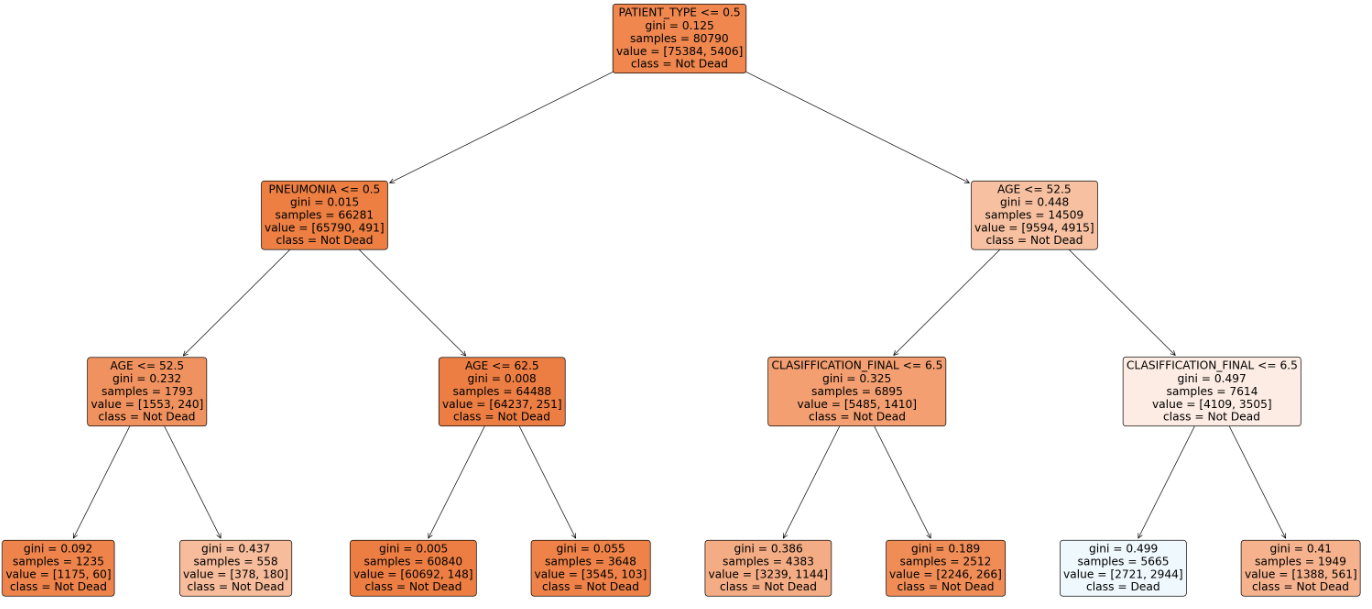 PATIENT_TYPE <= 0.5
gini = 0.125
samples = 80790
value = [75384, 5406]
class = Not Dead
PNEUMONIA <= 0.5
gini = 0.015
samples = 66281
value = [65790, 491]
class = Not Dead
AGE <= 52.5
gini = 0.448
samples = 14509
value = [9594, 4915]
class = Not Dead
AGE <= 52.5
gini = 0.232
samples = 1793
value = [1553, 240]
class = Not Dead
AGE <= 62.5
gini = 0.008
samples = 64488
value = [64237, 251]
class = Not Dead
CLASIFFICATION_FINAL <= 6.5
gini = 0.325
samples = 6895
value = [5485, 1410]
class = Not Dead
CLASIFFICATION_FINAL <= 6.5
gini = 0.497
samples = 7614
value = [4109, 3505]
class = Not Dead
gini = 0.092
samples = 1235
value = [1175, 60]
class = Not Dead
gini = 0.437
samples = 558
value = [378, 180]
class = Not Dead
gini = 0.005
samples = 60840
value = [60692, 148]
class = Not Dead
gini = 0.055
samples = 3648
value = [3545, 103]
class = Not Dead
gini = 0.386
samples = 4383
value = [3239, 1144]
class = Not Dead
gini = 0.189
samples = 2512
value = [2246, 266]
class = Not Dead
gini = 0.499
samples = 5665
value = [2721, 2944]
class = Dead
gini = 0.41
samples = 1949
value = [1388, 561]
class = Not Dead